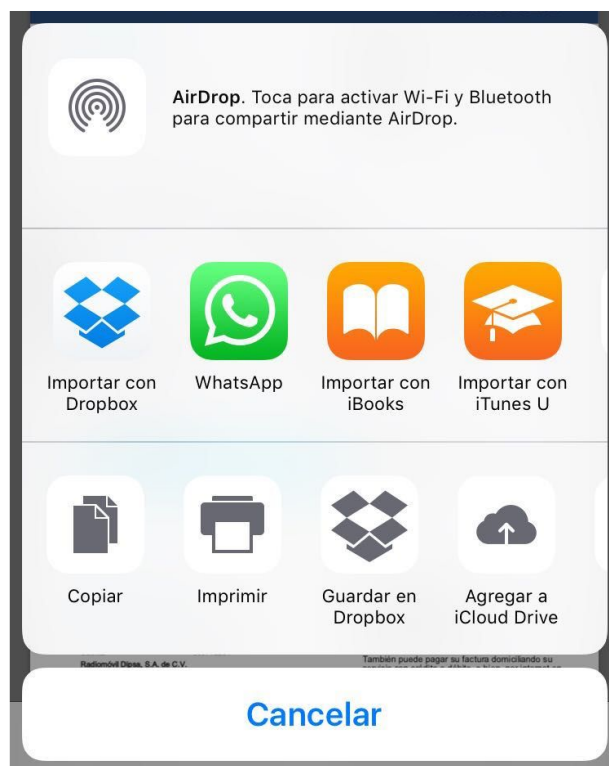 AirDrop. Toca para activar Wi-Fi y Bluetooth
para compartir mediante AirDrop.
Importar con
Dropbox
WhatsApp
Importar con
iBooks
Importar con
iTunes U
Copiar
Imprimir
Guardar en
Dropbox
Agregar a
iCloud Drive
Radiomóvil Dipsa, S.A. de C.V.
También puede pagar su factura domiciliando su
Cancelar